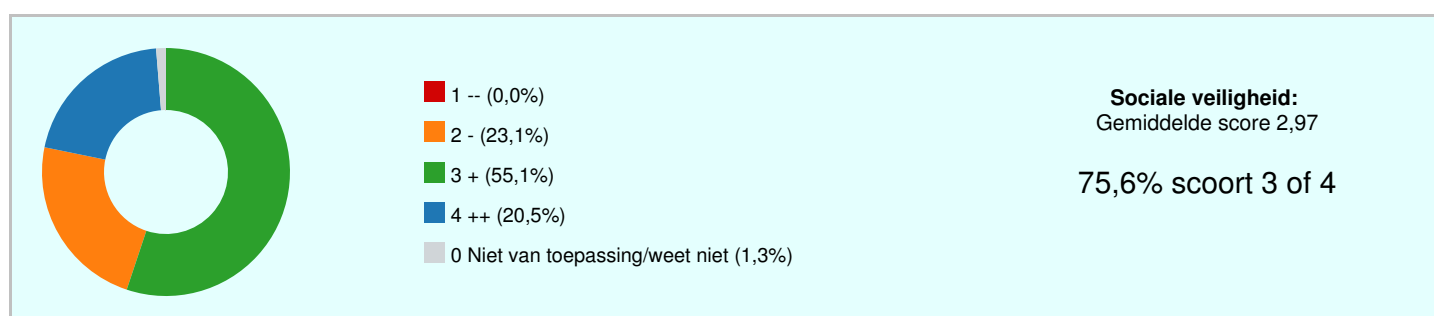 1 -- (0,0%)
2 - (23,1%)
3 + (55,1%)
4 ++ (20,5%)
0 Niet van toepassing/weet niet (1,3%)
Sociale veiligheid:
Gemiddelde score 2,97
75,6% scoort 3 of 4